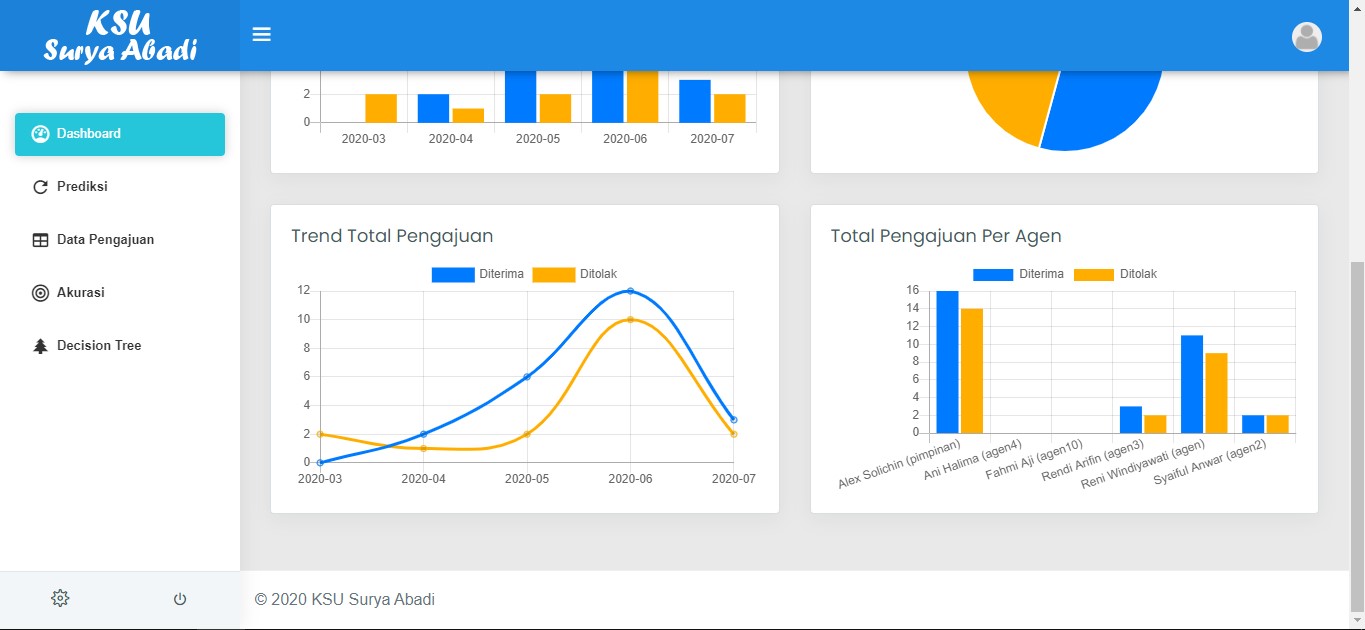 KSU
Surya Abadi
Dashboard
Prediksi
Data Pengajuan
Akurasi
Decision Tree
2
0
2020-03 2020-04 2020-05 2020-06 2020-07
Trend Total Pengajuan
Diterima Ditolak
12
10
8
6
4
2
0
2020-03 2020-04 2020-05 2020-06 2020-07
Total Pengajuan Per Agen
Diterima Ditolak
16
14
12
10
8
6
4
2
0
Alex Solichin (pimpinan)
Ani Halima (agen4)
Fahmi Aji (agen10)
Rendi Arifin (agen3)
Reni Windiyawati (agen)
Syaiful Anwar (agen2)
© 2020 KSU Surya Abadi